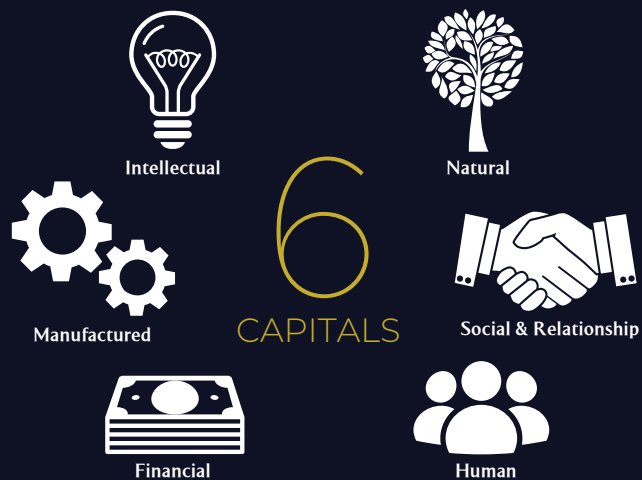 Intellectual
Natural
6
CAPITALS
Manufactured
Social & Relationship
Financial
Human